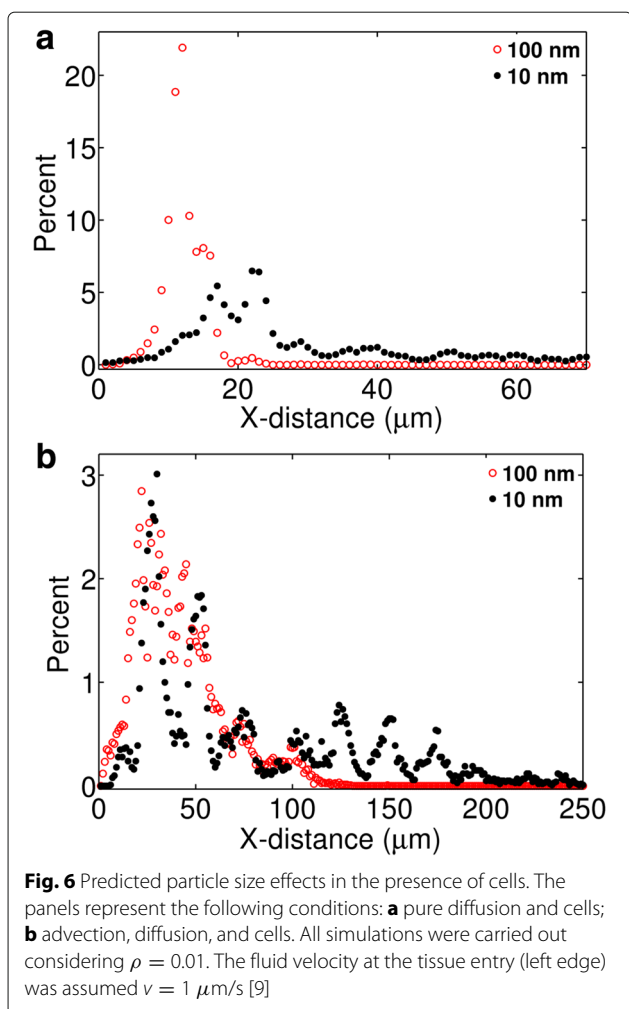 a
100 nm
10 nm
20
15
10
5
0
Percent
0 20 40 60
X-distance (μm)
b
100 nm
10 nm
3
2
1
0
Percent
0 50 100 150 200 250
X-distance (μm)
Fig. 6 Predicted particle size effects in the presence of cells. The
panels represent the following conditions: a pure diffusion and cells;
b advection, diffusion, and cells. All simulations were carried out
considering ρ = 0.01. The fluid velocity at the tissue entry (left edge)
was assumed v = 1 μm/s [9]